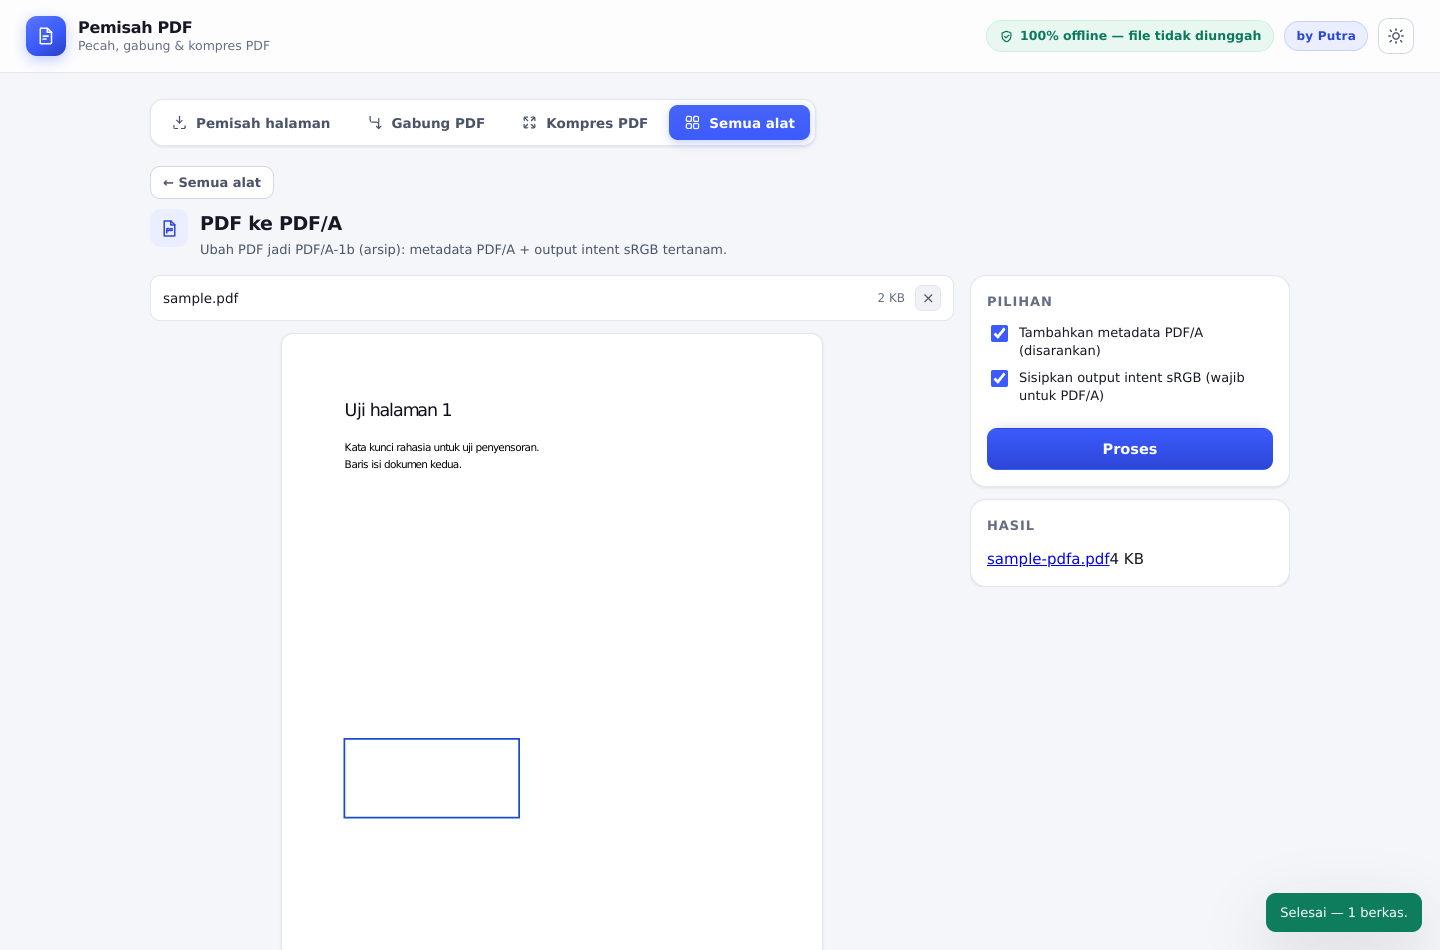 Pemisah PDF
Pecah, gabung & kompres PDF
100% offline — file tidak diunggah
by Putra
Pemisah halaman
Gabung PDF
Kompres PDF
Semua alat
← Semua alat
PDF ke PDF/A
Ubah PDF jadi PDF/A-1b (arsip): metadata PDF/A + output intent sRGB tertanam.
sample.pdf
2 KB
Uji halaman 1
Kata kunci rahasia untuk uji penyensoran.
Baris isi dokumen kedua.
PILIHAN
Tambahkan metadata PDF/A
(disarankan)
Sisipkan output intent sRGB (wajib
untuk PDF/A)
Proses
HASIL
sample-pdfa.pdf4 KB
Selesai — 1 berkas.